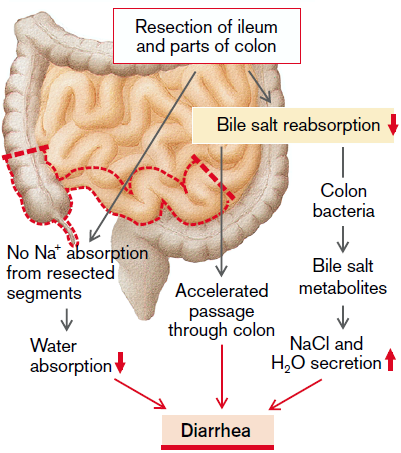 Resection of ileum
and parts of colon
Bile salt reabsorption
Colon
bacteria
No Na⁺ absorption
from resected
segments
Accelerated
passage
through colon
Bile salt
metabolites
Water
absorption
NaCl and
H₂O secretion
Diarrhea